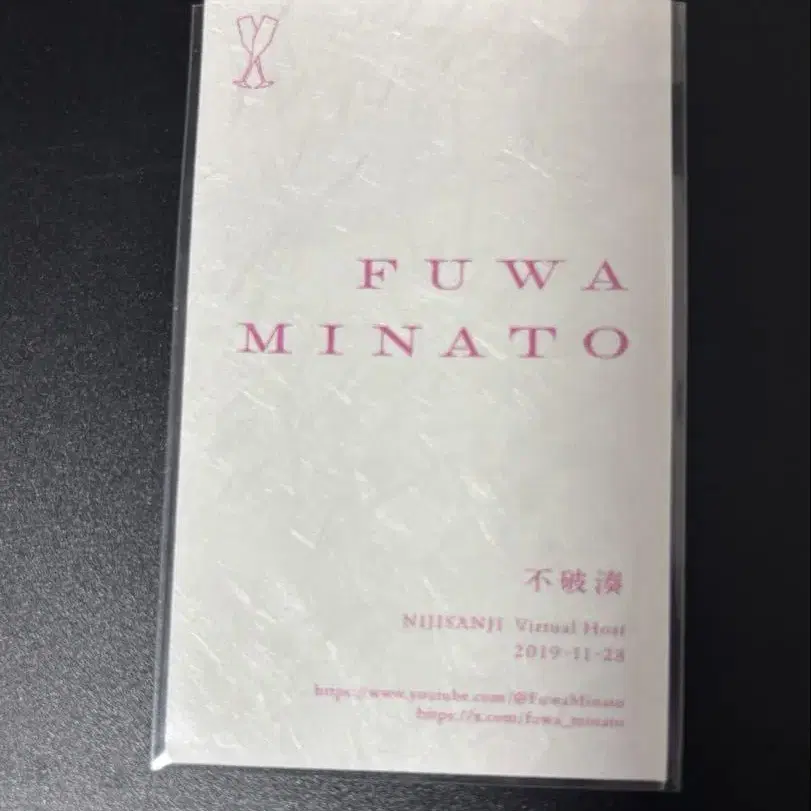 FUWA
MINATO
不破湊
NIJISANJI Virtual Host
2019-11-28
https://www.youtube.com/@FuwaMinato
https://x.com/fuwa_minato